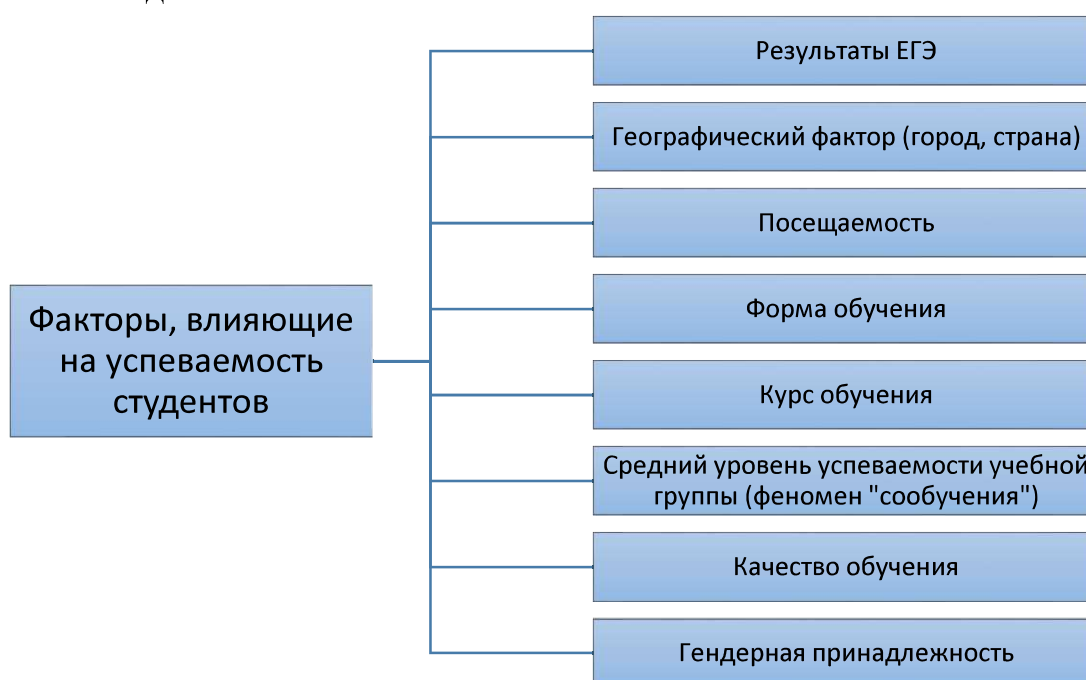 Результаты ЕГЭ
Географический фактор (город, страна)
Посещаемость
Форма обучения
Факторы, влияющие
на успеваемость
студентов
Курс обучения
Средний уровень успеваемости учебной
группы (феномен "сообучения")
Качество обучения
Гендерная принадлежность